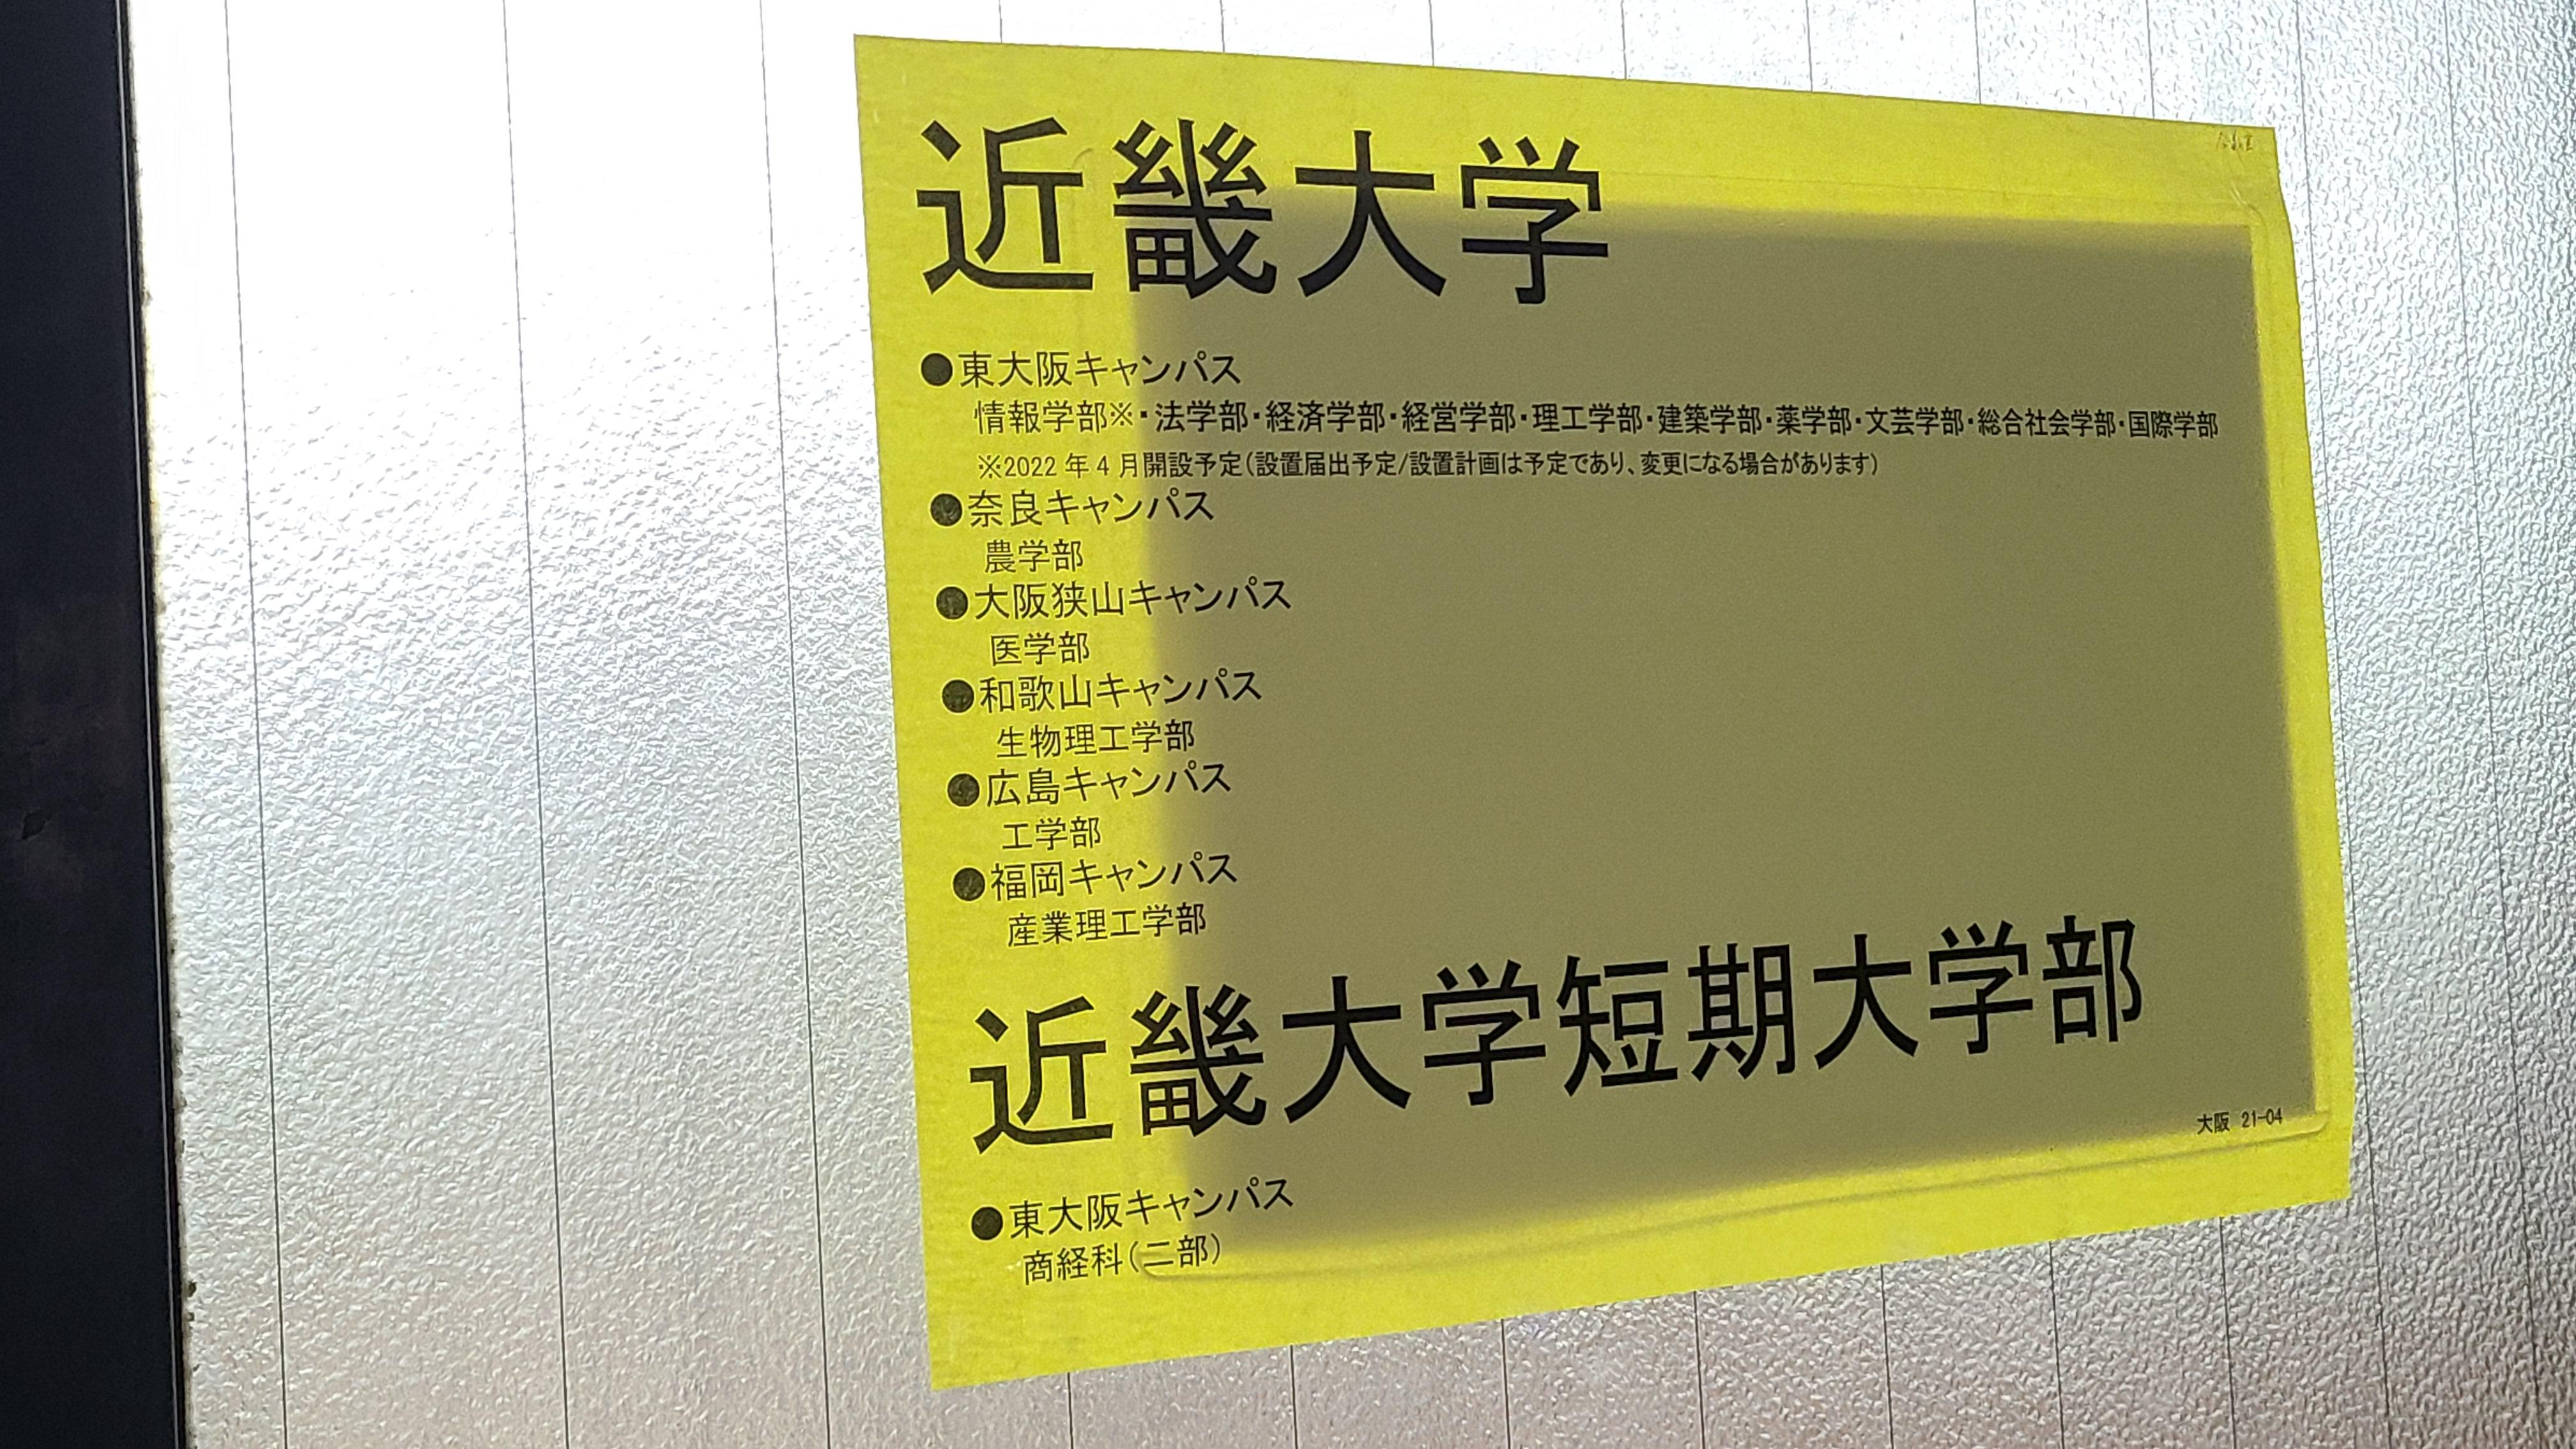 近畿大学
●東大阪キャンパス
情報学部※・法学部・経済学部・経営学部・理工学部・建築学部・薬学部・文芸学部・総合社会学部・国際学部
※2022年4月開設予定(設置届出予定/設置計画は予定であり、変更になる場合があります)
●奈良キャンパス
農学部
●大阪狭山キャンパス
医学部
●和歌山キャンパス
生物理工学部
●広島キャンパス
工学部
●福岡キャンパス
産業理工学部
近畿大学短期大学部
大阪 21-04
●東大阪キャンパス
商経科(二部)